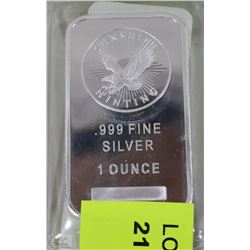 SUNSHINE
MINTING
.999 FINE
SILVER
1 OUNCE
LO
21